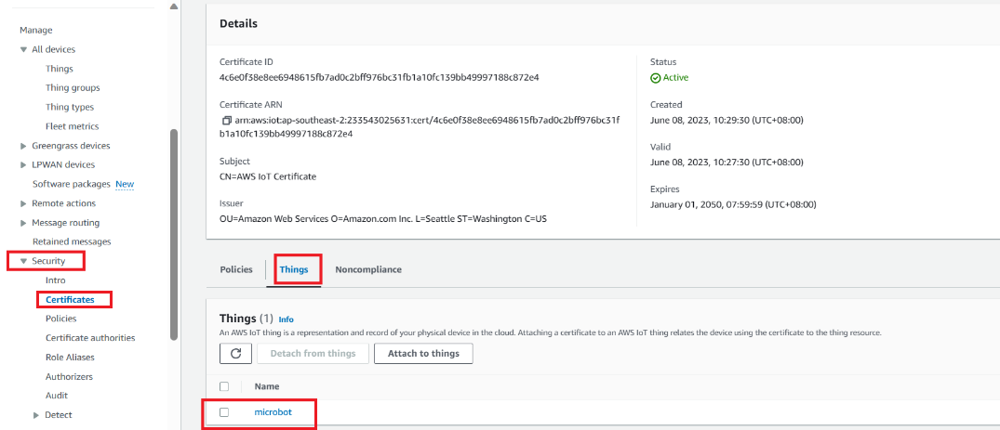 Manage
All devices
Things
Thing groups
Thing types
Fleet metrics
Greengrass devices
LPWAN devices
Software packages New
Remote actions
Message routing
Retained messages
Security
Intro
Certificates
Policies
Certificate authorities
Role Aliases
Authorizers
Audit
Detect
Details
Certificate ID
4c6e0f38e8ee6948615fb7ad0c2bff976bc31fb1a10fc139bb49997188c872e4
Certificate ARN
arn:aws:iot:ap-southeast-2:233543025631:cert/4c6e0f38e8ee6948615fb7ad0c2bff976bc31f
b1a10fc139bb49997188c872e4
Subject
CN=AWS IoT Certificate
Issuer
OU=Amazon Web Services O=Amazon.com Inc. L=Seattle ST=Washington C=US
Status
Active
Created
June 08, 2023, 10:29:30 (UTC+08:00)
Valid
June 08, 2023, 10:27:30 (UTC+08:00)
Expires
January 01, 2050, 07:59:59 (UTC+08:00)
Policies
Things
Noncompliance
Things (1) Info
An AWS IoT thing is a representation and record of your physical device in the cloud. Attaching a certificate to an AWS IoT thing relates the device using the certificate to the thing resource.
Detach from things
Attach to things
Name
microbot